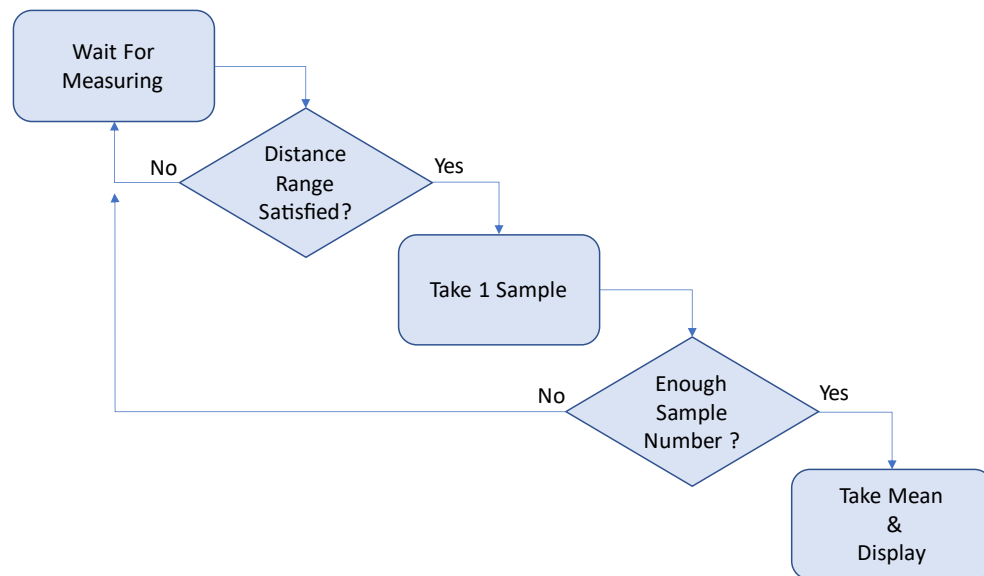 Wait For
Measuring
No
Distance
Range
Satisfied?
Yes
Take 1 Sample
No
Enough
Sample
Number ?
Yes
Take Mean
&
Display